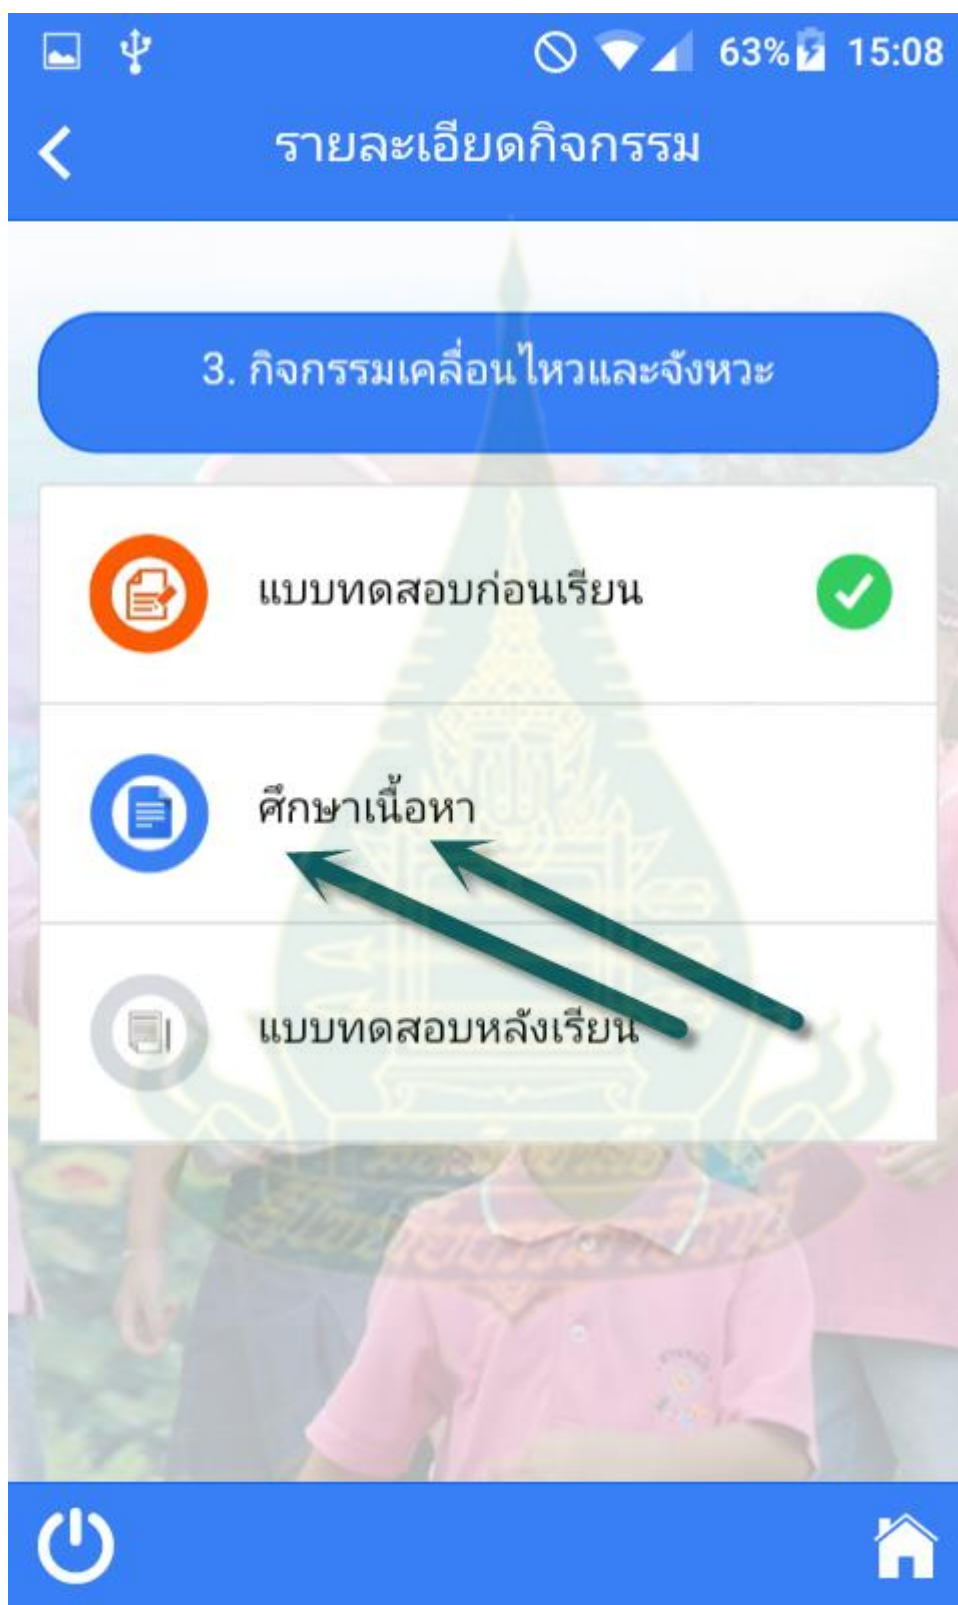 63% 15:08
รายละเอียดกิจกรรม
3. กิจกรรมเคลื่อนไหวและจังหวะ
แบบทดสอบก่อนเรียน
ศึกษาเนื้อหา
แบบทดสอบหลังเรียน